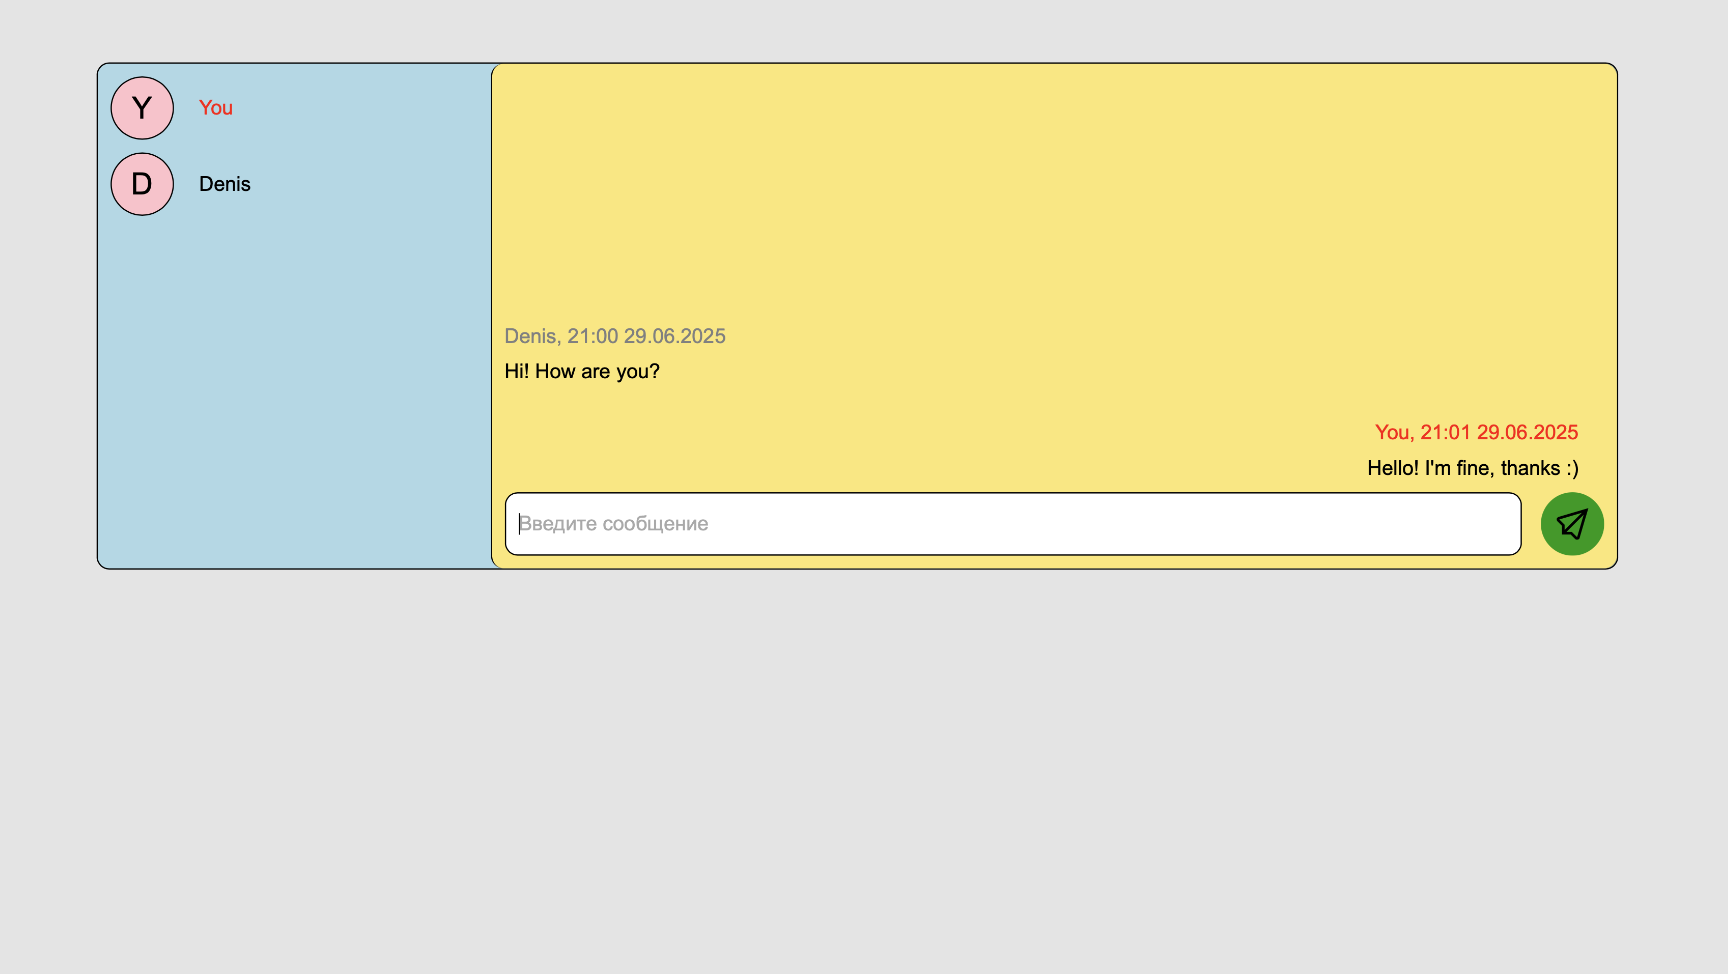 Y
You
D
Denis
Denis, 21:00 29.06.2025
Hi! How are you?
You, 21:01 29.06.2025
Hello! I'm fine, thanks :)
Введите сообщение